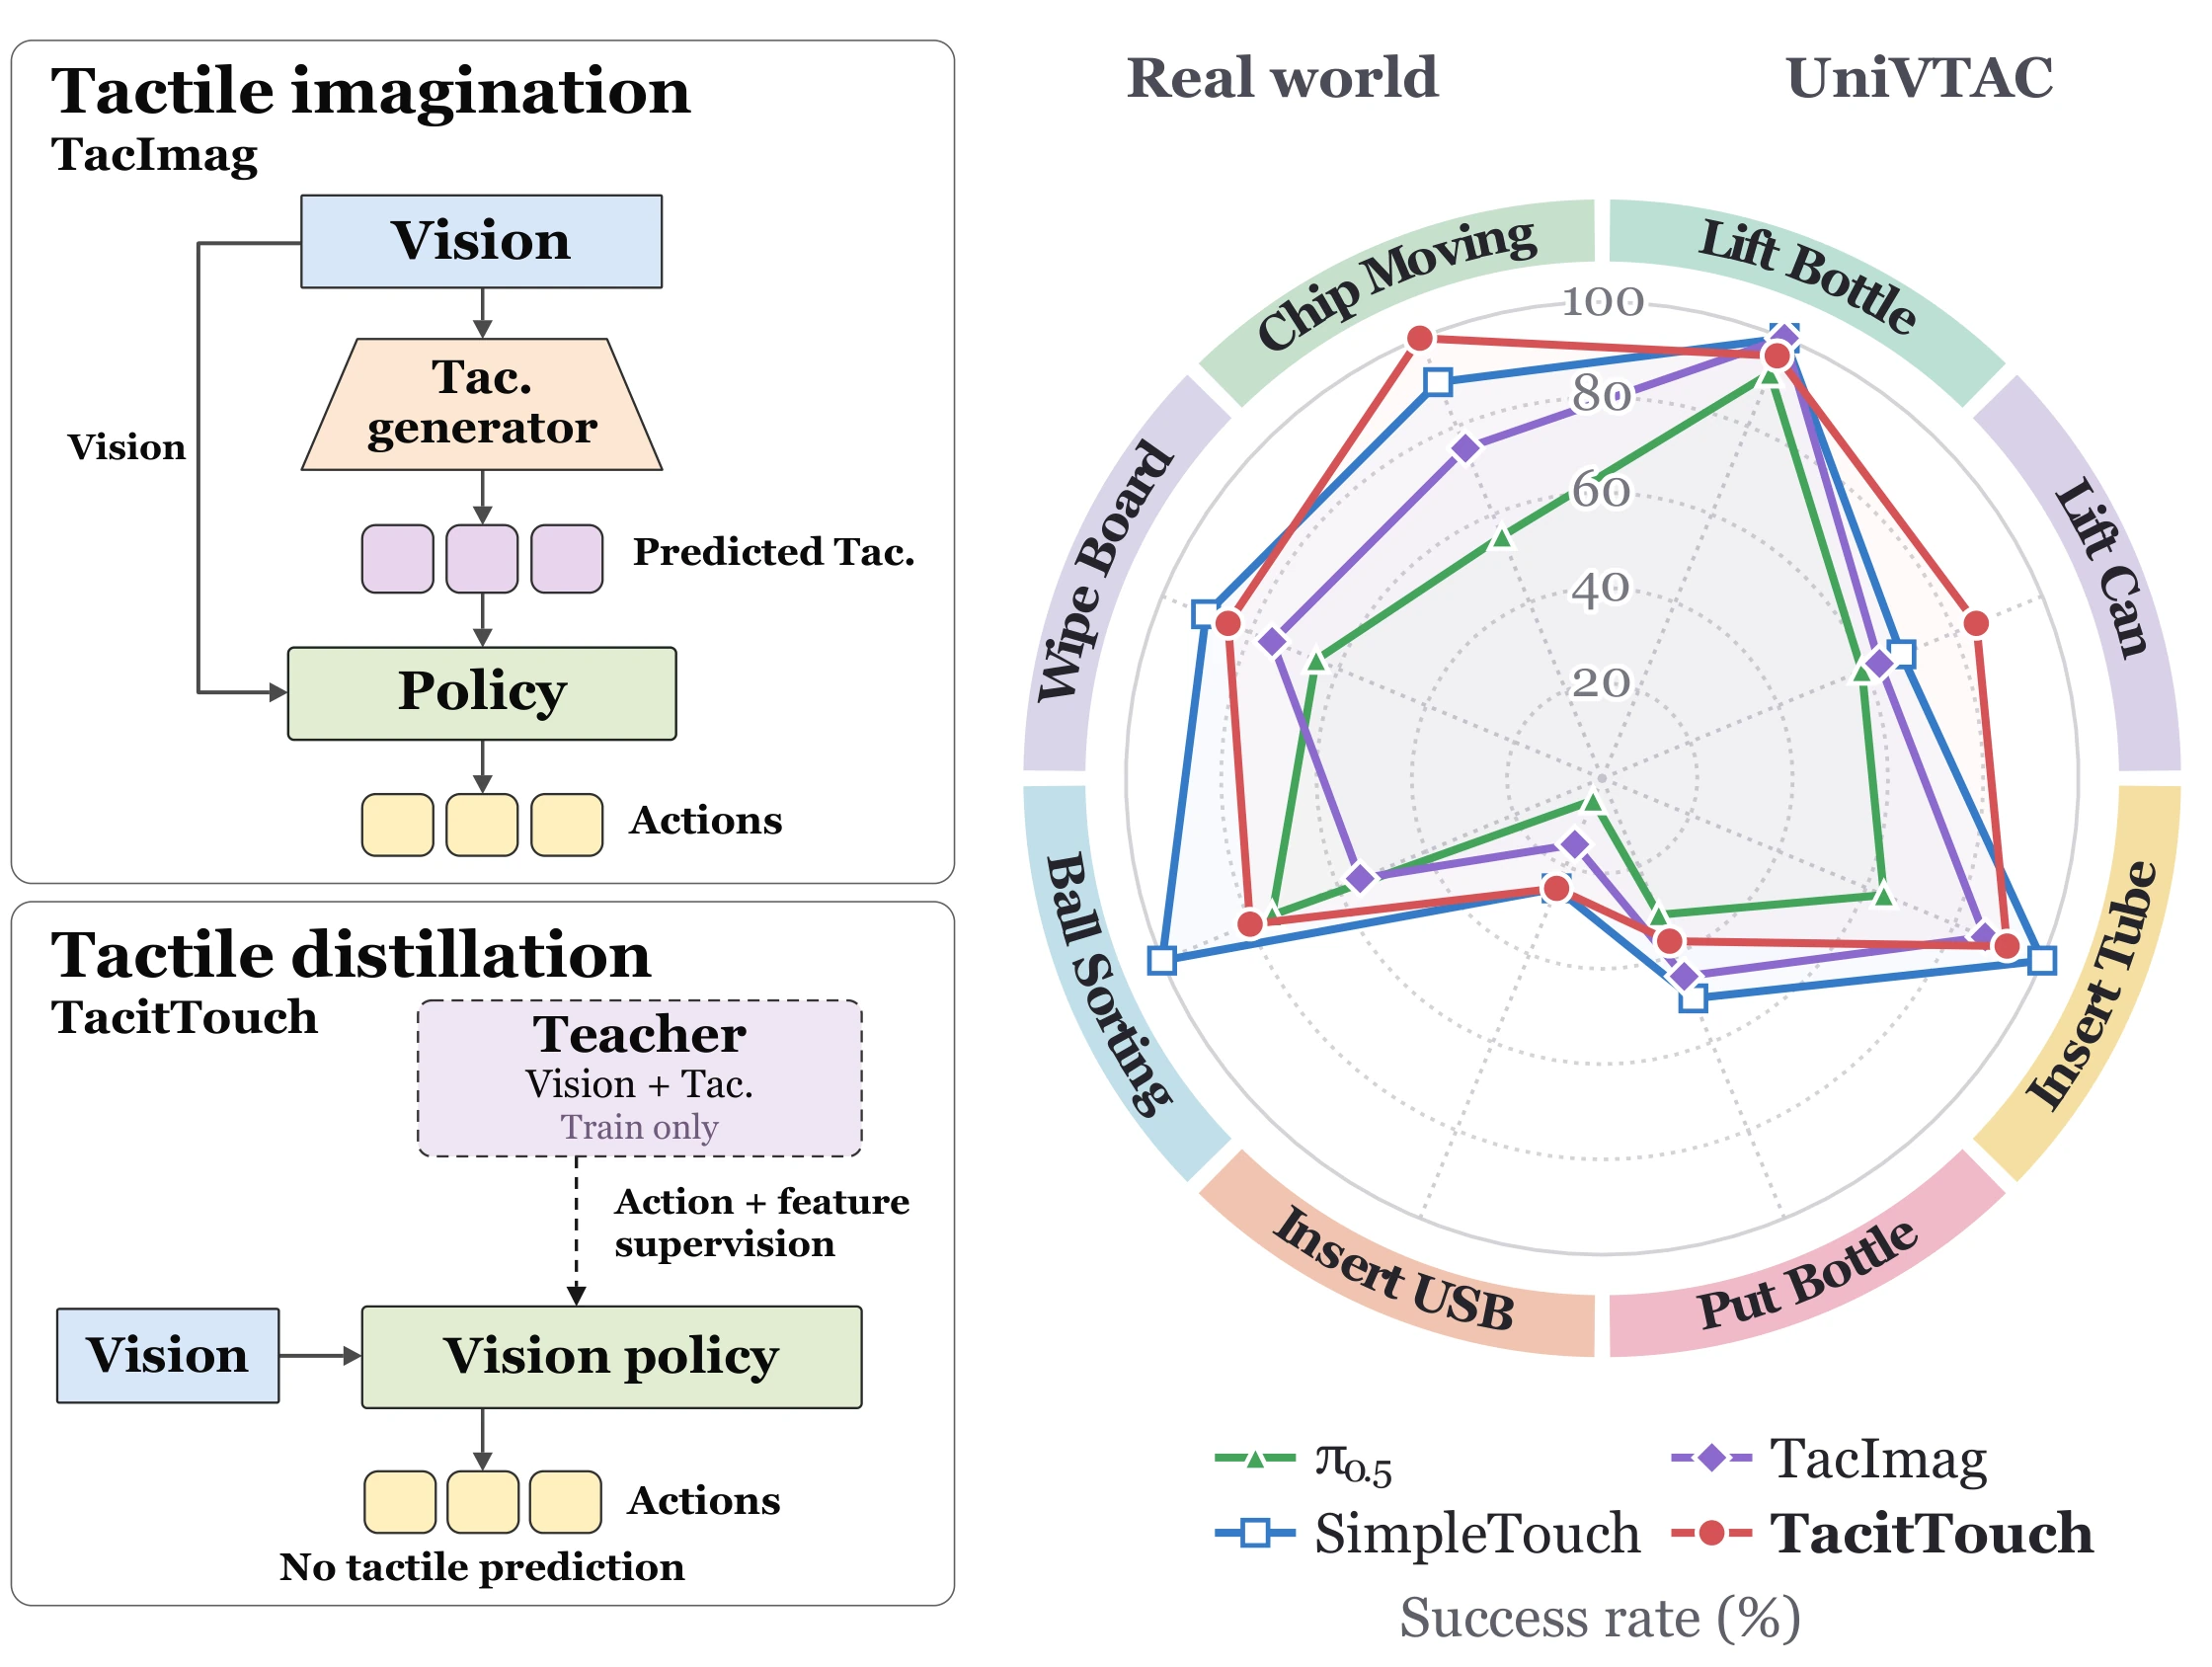 Tactile imagination
TacImag
Vision
Tac.
generator
Vision
Predicted Tac.
Policy
Actions
Tactile distillation
TacitTouch
Teacher
Vision + Tac.
Train only
Action + feature
supervision
Vision
Vision policy
Actions
No tactile prediction
Real world
UniVTAC
Chip Moving
Lift Bottle
Wipe Board
Lift Can
Ball Sorting
Insert Tube
Insert USB
Put Bottle
100
80
60
40
20
π0.5
TacImag
SimpleTouch
TacitTouch
Success rate (%)